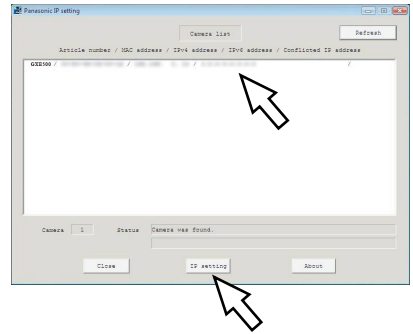 Panasonic IP setting
Camera list
Refresh
Article number / MAC address / IPv4 address / IPv6 address / Conflicted IP address
GXE500 / / / /
Camera 1 Status Camera was found.
Close IP setting About